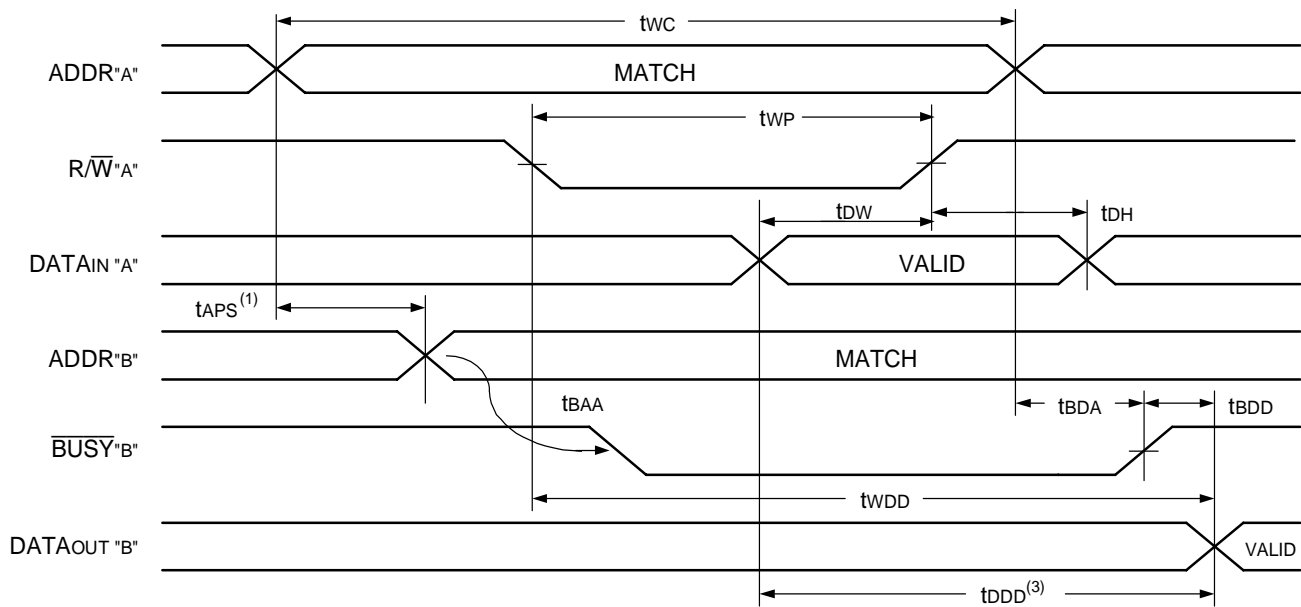 tWC
ADDR"A"
MATCH
tWP
R/W"A"
tDW
tDH
DATAIN "A"
VALID
tAPS(1)
ADDR"B"
MATCH
tBAA
tBDA
tBDD
BUSY"B"
tWDD
DATAOUT "B"
VALID
tDDD(3)